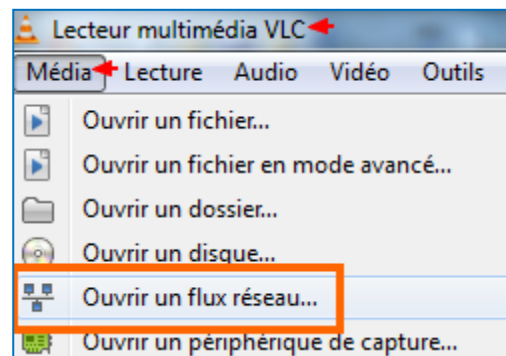 Lecteur multimédia VLC
Média Lecture Audio Vidéo Outils
Ouvrir un fichier...
Ouvrir un fichier en mode avancé...
Ouvrir un dossier...
Ouvrir un disque...
Ouvrir un flux réseau...
Ouvrir un périphérique de capture...